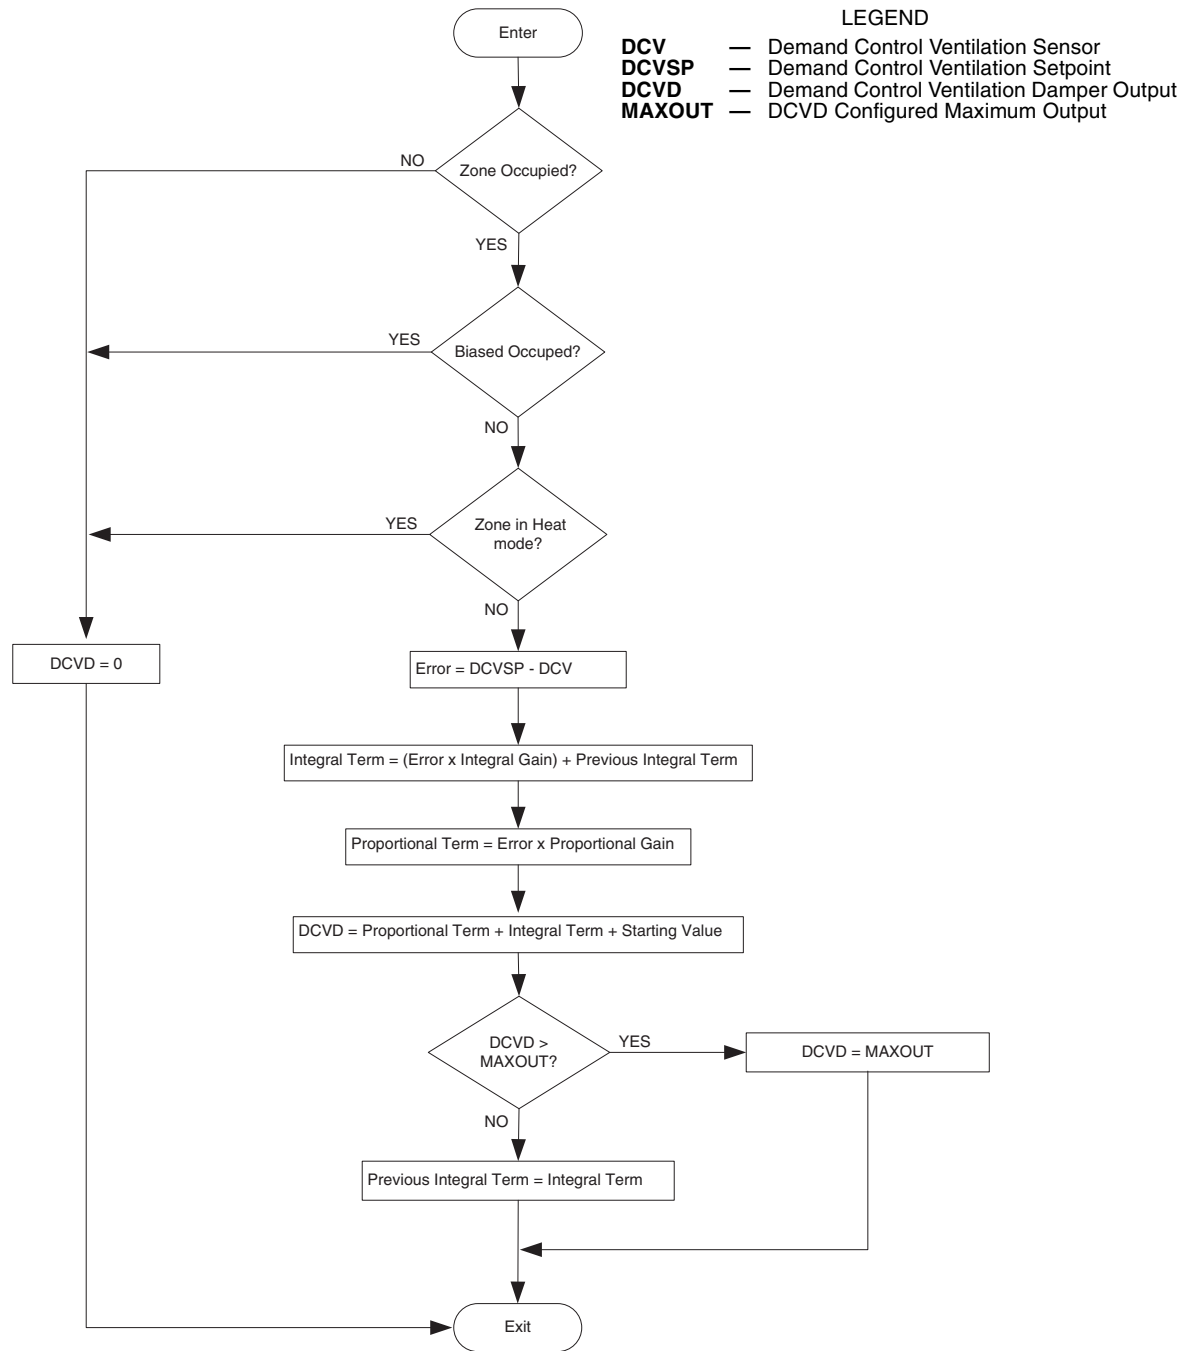 Enter
LEGEND
DCV — Demand Control Ventilation Sensor
DCVSP — Demand Control Ventilation Setpoint
DCVD — Demand Control Ventilation Damper Output
MAXOUT — DCVD Configured Maximum Output
NO
Zone Occupied?
YES
YES
Biased Occuped?
NO
YES
Zone in Heat
mode?
NO
DCVD = 0
Error = DCVSP - DCV
Integral Term = (Error x Integral Gain) + Previous Integral Term
Proportional Term = Error x Proportional Gain
DCVD = Proportional Term + Integral Term + Starting Value
DCVD >
MAXOUT?
YES
DCVD = MAXOUT
NO
Previous Integral Term = Integral Term
Exit